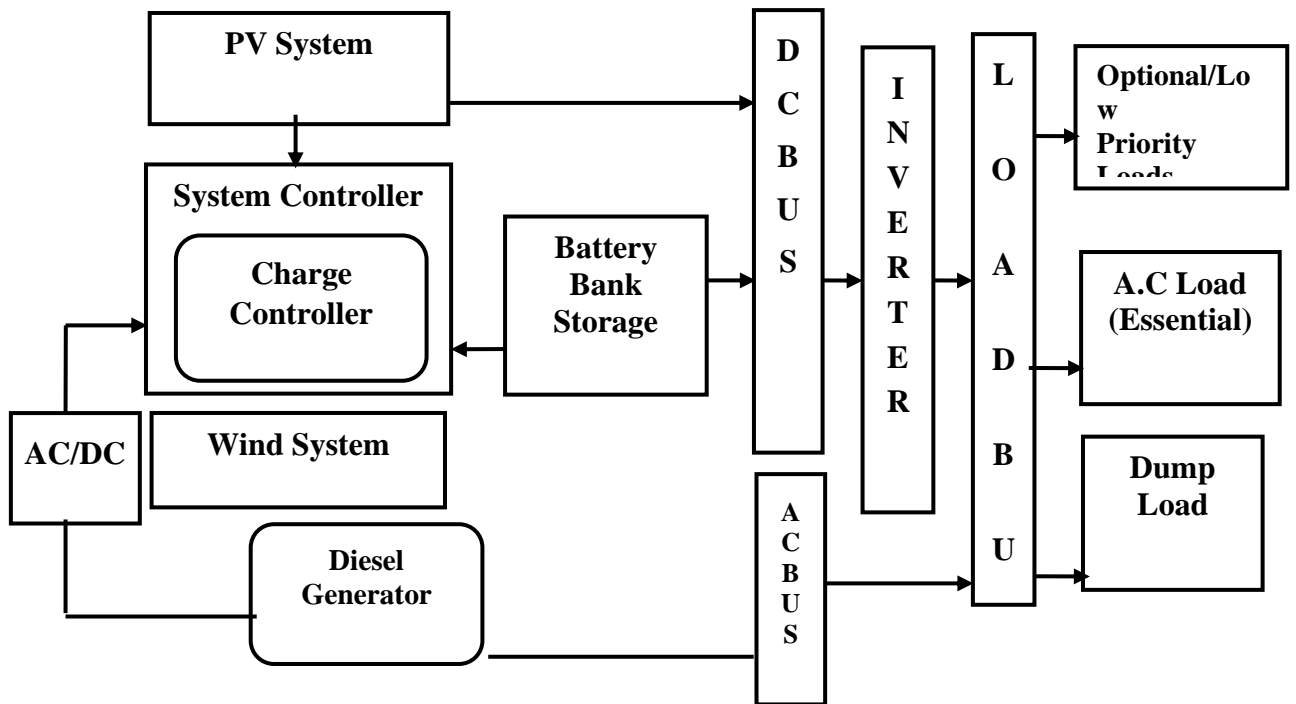 PV System
System Controller
Charge
Controller
Battery
Bank
Storage
AC/DC
Wind System
Diesel
Generator
D
C
B
U
S
A
C
B
U
S
I
N
V
E
R
T
E
R
L
O
A
D
B
U
Optional/Lo
w
Priority
Loads
A.C Load
(Essential)
Dump
Load